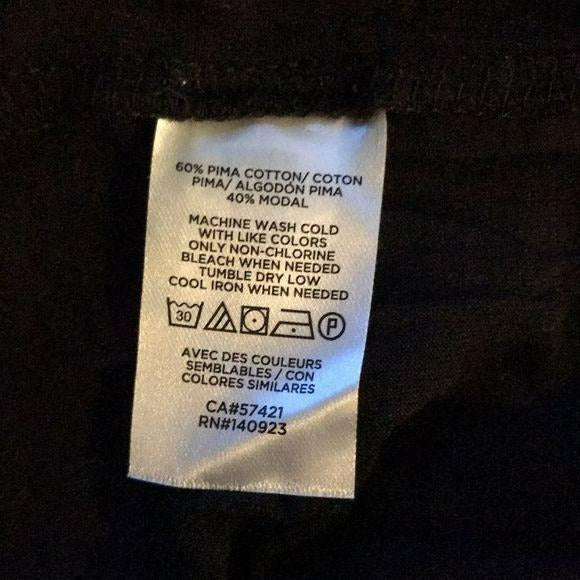 60% PIMA COTTON/ COTON
PIMA/ ALGODÓN PIMA
40% MODAL
MACHINE WASH COLD
WITH LIKE COLORS
ONLY NON-CHLORINE
BLEACH WHEN NEEDED
TUMBLE DRY LOW
COOL IRON WHEN NEEDED
30 P
AVEC DES COULEURS
SEMBLABLES / CON
COLORES SIMILARES
CA#57421
RN#140923